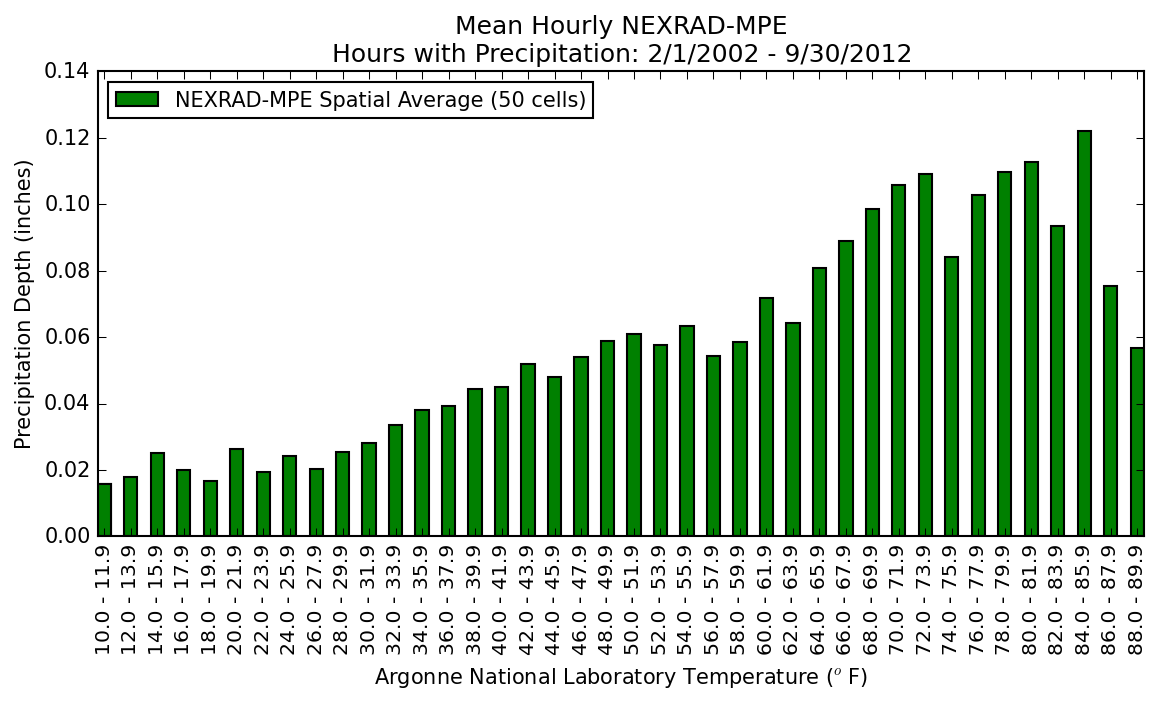 Mean Hourly NEXRAD-MPE
Hours with Precipitation: 2/1/2002 - 9/30/2012
NEXRAD-MPE Spatial Average (50 cells)
Precipitation Depth (inches)
0.14
0.12
0.10
0.08
0.06
0.04
0.02
0.00
10.0 - 11.9
12.0 - 13.9
14.0 - 15.9
16.0 - 17.9
18.0 - 19.9
20.0 - 21.9
22.0 - 23.9
24.0 - 25.9
26.0 - 27.9
28.0 - 29.9
30.0 - 31.9
32.0 - 33.9
34.0 - 35.9
36.0 - 37.9
38.0 - 39.9
40.0 - 41.9
42.0 - 43.9
44.0 - 45.9
46.0 - 47.9
48.0 - 49.9
50.0 - 51.9
52.0 - 53.9
54.0 - 55.9
56.0 - 57.9
58.0 - 59.9
60.0 - 61.9
62.0 - 63.9
64.0 - 65.9
66.0 - 67.9
68.0 - 69.9
70.0 - 71.9
72.0 - 73.9
74.0 - 75.9
76.0 - 77.9
78.0 - 79.9
80.0 - 81.9
82.0 - 83.9
84.0 - 85.9
86.0 - 87.9
88.0 - 89.9
Argonne National Laboratory Temperature (° F)